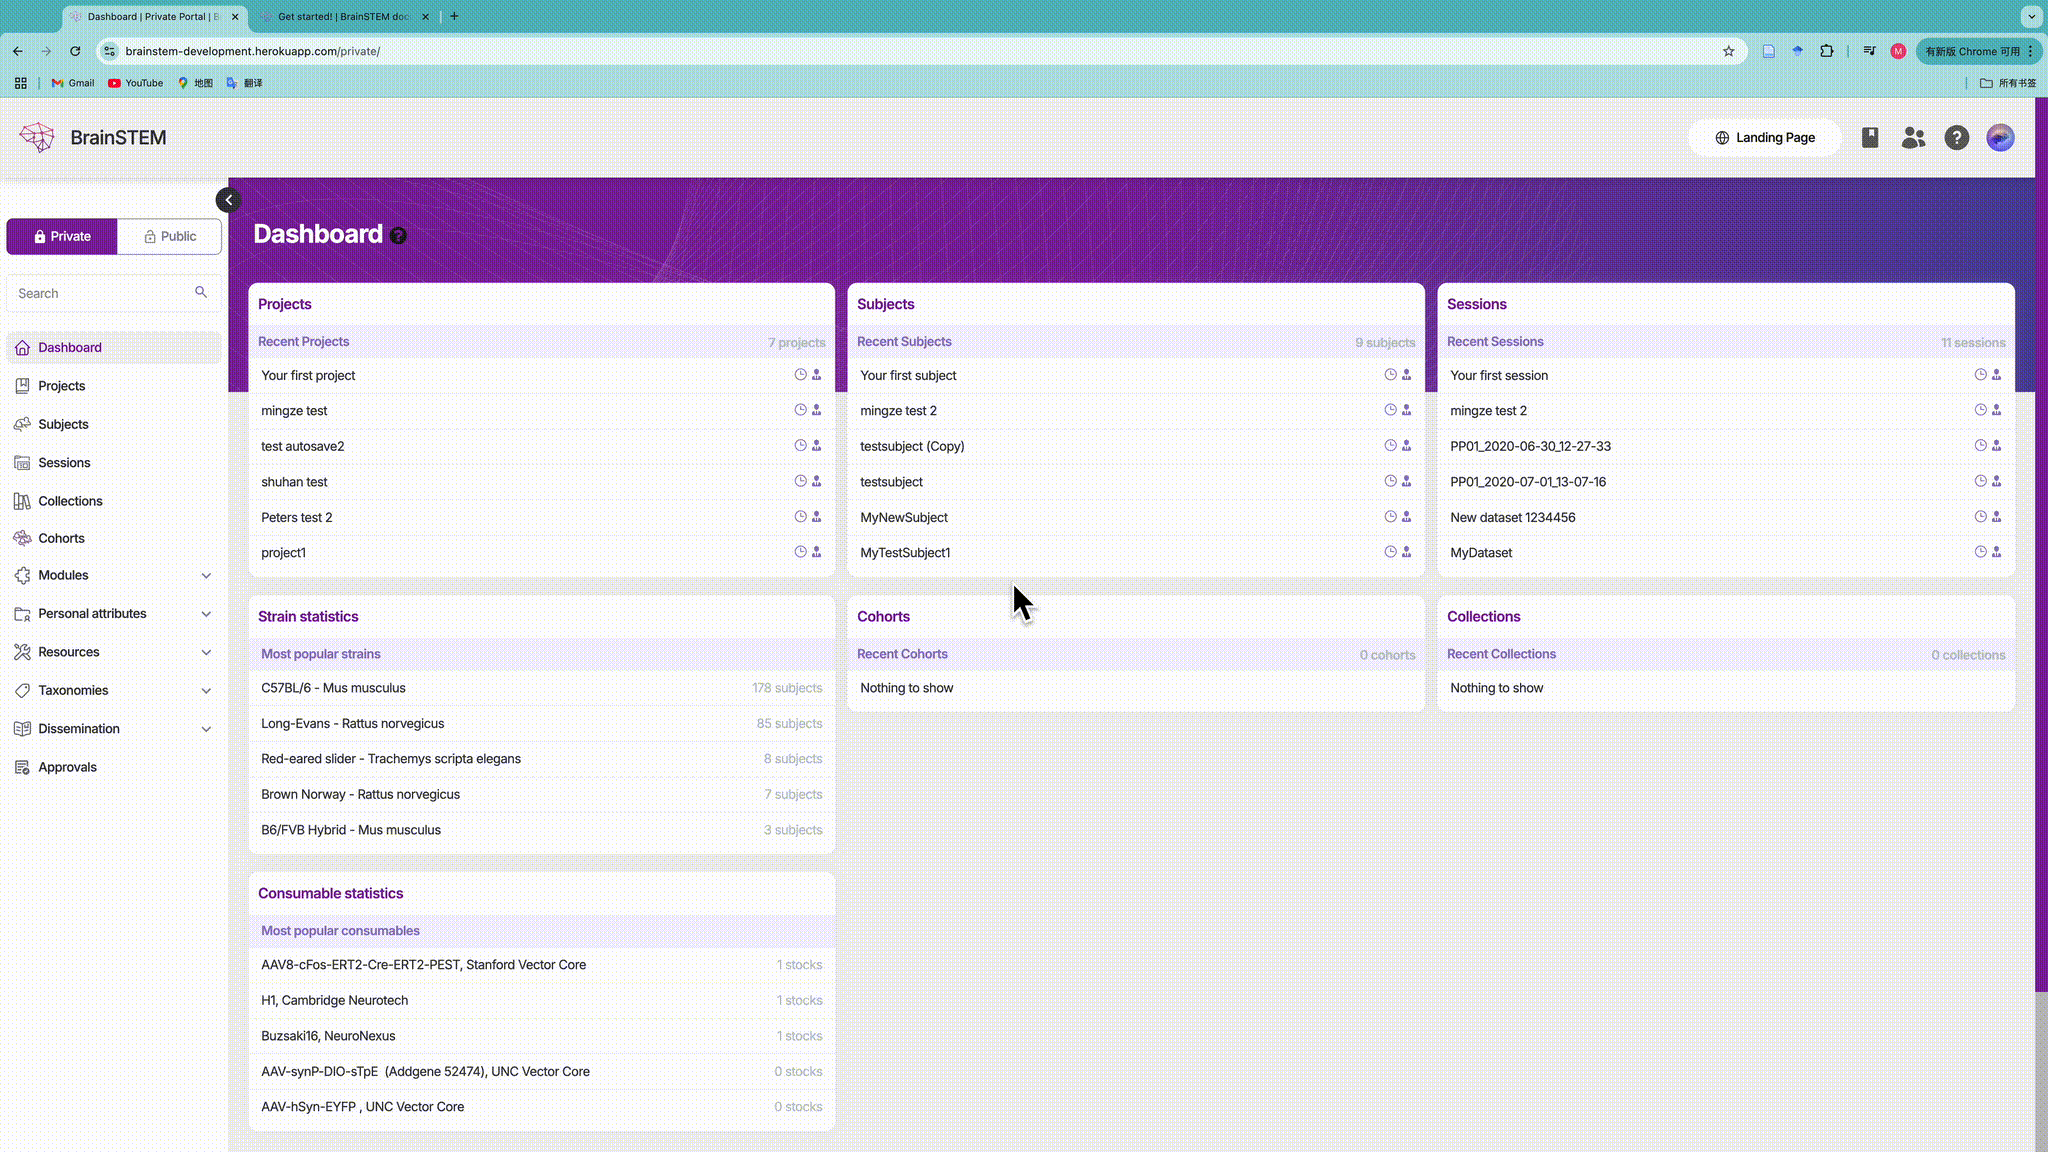 Dashboard | Private Portal | B
Get started! | BrainSTEM doc
brainstem-development.herokuapp.com/private/
M
有新版 Chrome 可用
Gmail
YouTube
地图
翻译
所有书签
BrainSTEM
Landing Page
Private
Public
Search
Dashboard
Projects
Subjects
Sessions
Collections
Cohorts
Modules
Personal attributes
Resources
Taxonomies
Dissemination
Approvals
Dashboard
Projects
Recent Projects 7 projects
Your first project
mingze test
test autosave2
shuhan test
Peters test 2
project1
Subjects
Recent Subjects 9 subjects
Your first subject
mingze test 2
testsubject (Copy)
testsubject
MyNewSubject
MyTestSubject1
Sessions
Recent Sessions 11 sessions
Your first session
mingze test 2
PP01_2020-06-30_12-27-33
PP01_2020-07-01_13-07-16
New dataset 1234456
MyDataset
Strain statistics
Most popular strains
C57BL/6 - Mus musculus 178 subjects
Long-Evans - Rattus norvegicus 85 subjects
Red-eared slider - Trachemys scripta elegans 8 subjects
Brown Norway - Rattus norvegicus 7 subjects
B6/FVB Hybrid - Mus musculus 3 subjects
Cohorts
Recent Cohorts 0 cohorts
Nothing to show
Collections
Recent Collections 0 collections
Nothing to show
Consumable statistics
Most popular consumables
AAV8-cFos-ERT2-Cre-ERT2-PEST, Stanford Vector Core 1 stocks
H1, Cambridge Neurotech 1 stocks
Buzsaki16, NeuroNexus 1 stocks
AAV-synP-DIO-sTpE (Addgene 52474), UNC Vector Core 0 stocks
AAV-hSyn-EYFP , UNC Vector Core 0 stocks